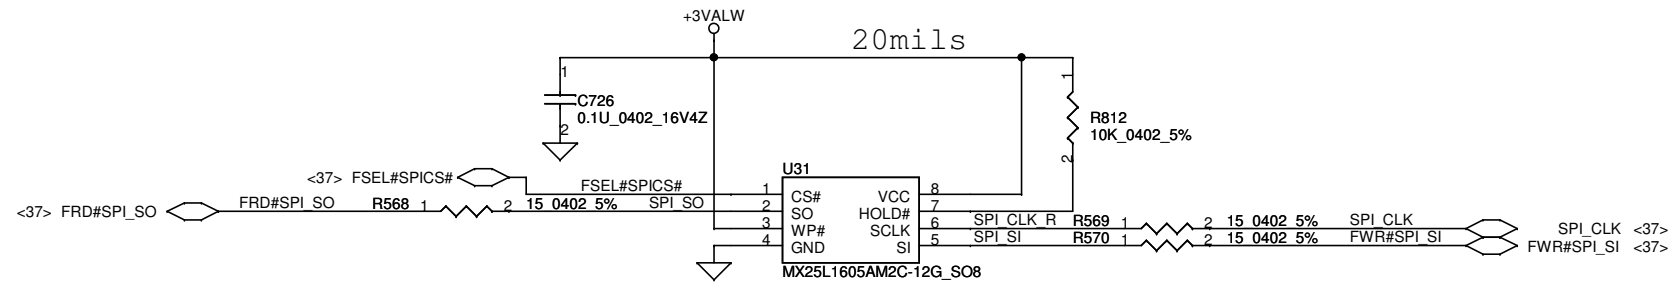 +3VALW
20mils
1
C726
0.1U_0402_16V4Z
2
1
R812
10K_0402_5%
2
U31
<37> FSEL#SPICS#
FSEL#SPICS# 1 CS# VCC 8
<37> FRD#SPI_SO FRD#SPI_SO R568 1 2 15_0402_5% SPI_SO 2 SO HOLD# 7
3 WP# SCLK 6 SPI_CLK_R R569 1 2 15_0402_5% SPI_CLK SPI_CLK <37>
4 GND SI 5 SPI_SI R570 1 2 15_0402_5% FWR#SPI_SI FWR#SPI_SI <37>
MX25L1605AM2C-12G_SO8